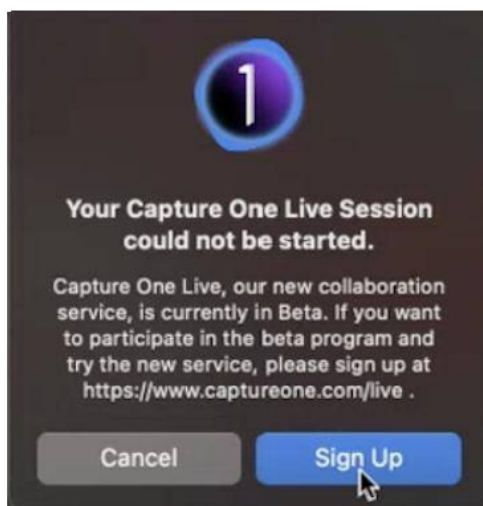 1
Your Capture One Live Session
could not be started.
Capture One Live, our new collaboration
service, is currently in Beta. If you want
to participate in the beta program and
try the new service, please sign up at
https://www.captureone.com/live .
Cancel
Sign Up